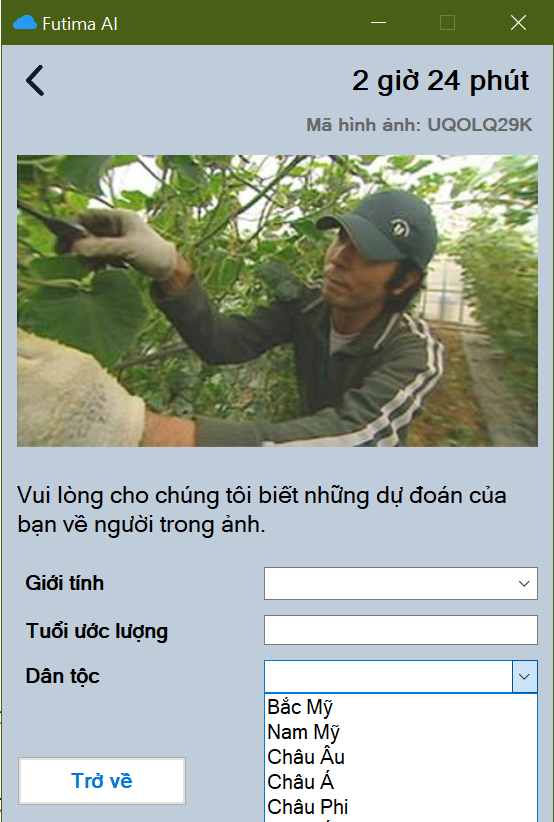 Futima AI
2 giờ 24 phút
Mã hình ảnh: UQOLQ29K
Vui lòng cho chúng tôi biết những dự đoán của
bạn về người trong ảnh.
Giới tính
Tuổi ước lượng
Dân tộc
Bắc Mỹ
Nam Mỹ
Châu Âu
Châu Á
Châu Phi
Trở về